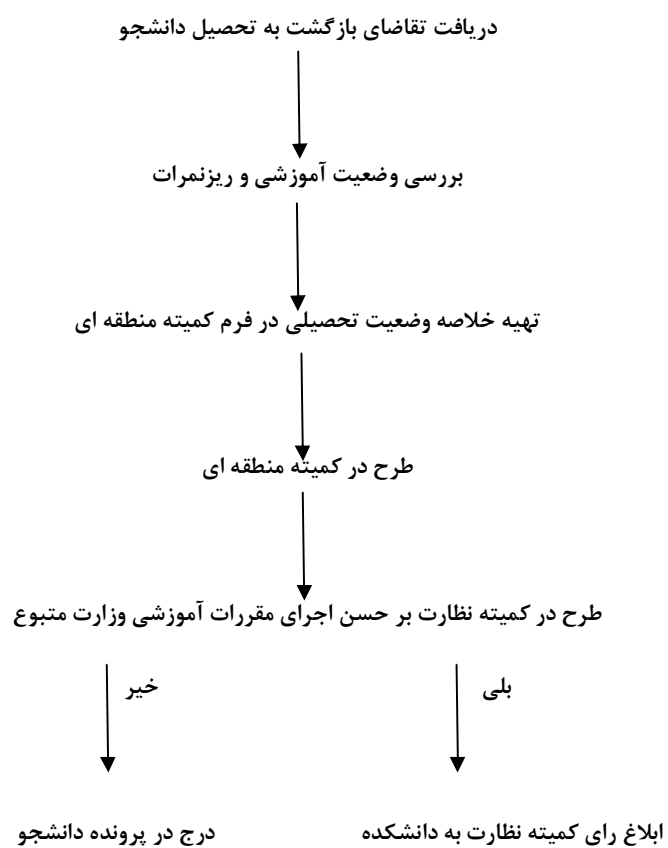 دریافت تقاضای بازگشت به تحصیل دانشجو
بررسی وضعیت آموزشی و ریزنمرات
تهیه خلاصه وضعیت تحصیلی در فرم کمیته منطقه ای
طرح در کمیته منطقه ای
طرح در کمیته نظارت بر حسن اجرای مقررات آموزشی وزارت متبوع
بلی
خیر
ابلاغ رای کمیته نظارت به دانشکده
درج در پرونده دانشجو